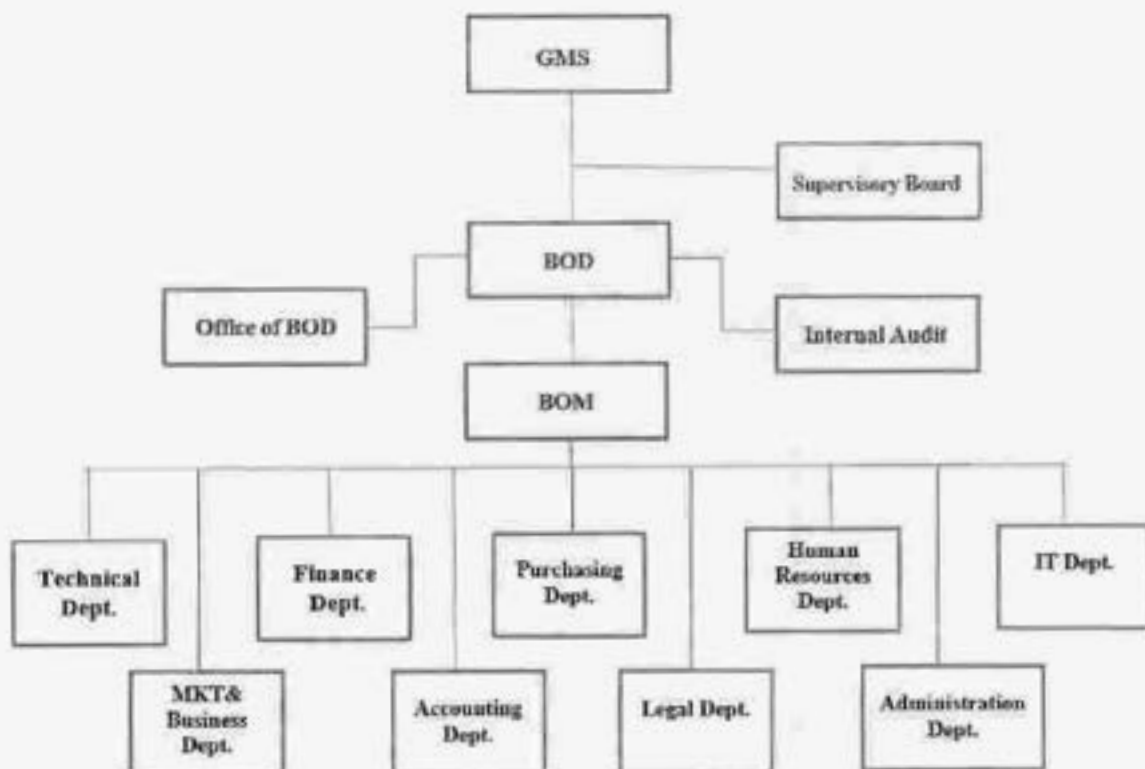 GMS
Supervisory Board
BOD
Office of BOD
Internal Audit
BOM
Technical
Dept.
Finance
Dept.
Purchasing
Dept.
Human
Resources
Dept.
IT Dept.
MKT&
Business
Dept.
Accounting
Dept.
Legal Dept.
Administration
Dept.